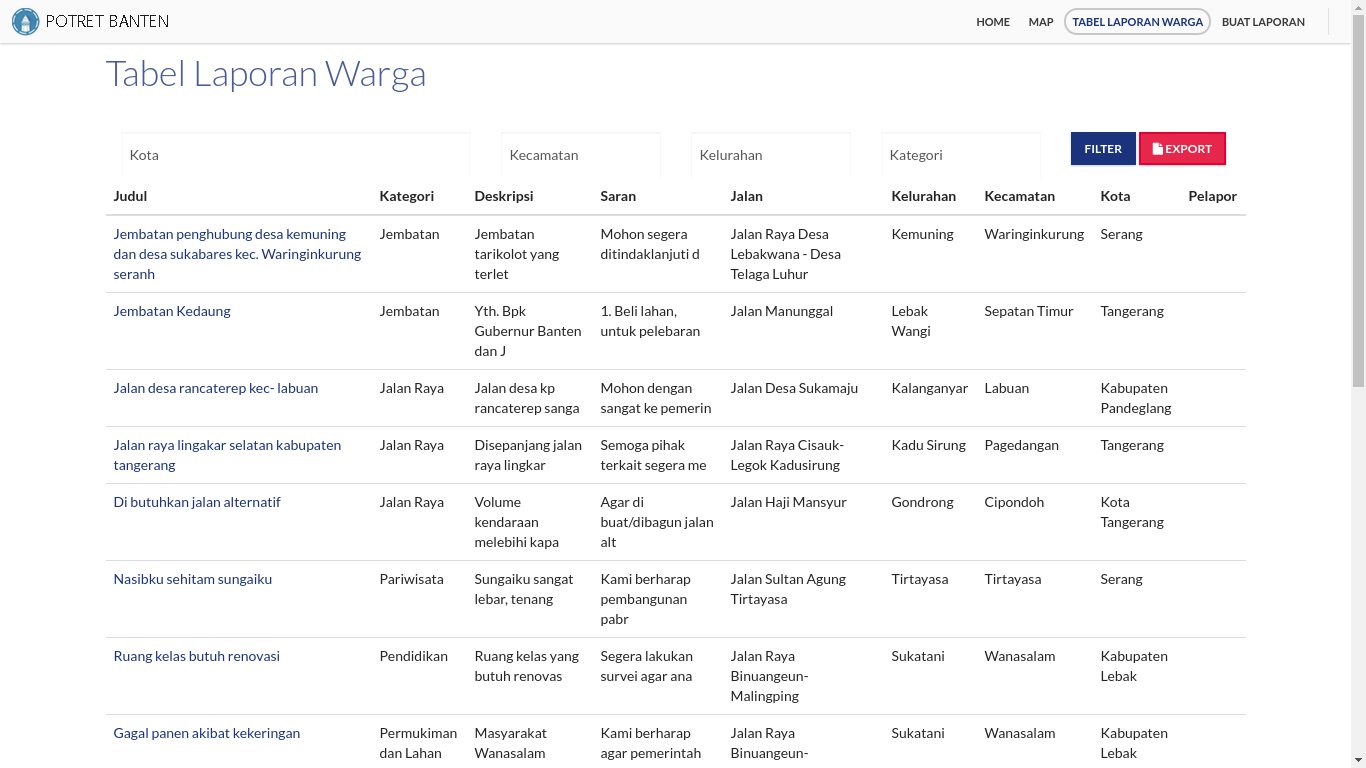 POTRET BANTEN
HOME MAP TABEL LAPORAN WARGA BUAT LAPORAN
Tabel Laporan Warga
Kota Kecamatan Kelurahan Kategori FILTER EXPORT
Judul Kategori Deskripsi Saran Jalan Kelurahan Kecamatan Kota Pelapor
Jembatan penghubung desa kemuning Jembatan Jembatan Mohon segera Jalan Raya Desa Kemuning Waringinkurung Serang
dan desa sukabares kec. Waringinkurung tarikolot yang ditindaklanjuti d Lebakwana - Desa
seranh terlet Telaga Luhur
Jembatan Kedaung Jembatan Yth. Bpk 1. Beli lahan, Jalan Manunggal Lebak Sepatan Timur Tangerang
Gubernur Banten untuk pelebaran Wangi
dan J
Jalan desa rancaterep kec- labuan Jalan Raya Jalan desa kp Mohon dengan Jalan Desa Sukamaju Kalanganyar Labuan Kabupaten
rancaterep sanga sangat ke pemerin Pandeglang
Jalan raya lingakar selatan kabupaten Jalan Raya Disepanjang jalan Semoga pihak Jalan Raya Cisauk- Kadu Sirung Pagedangan Tangerang
tangerang raya lingkar terkait segera me Legok Kadusirung
Di butuhkan jalan alternatif Jalan Raya Volume Agar di Jalan Haji Mansyur Gondrong Cipondoh Kota
kendaraan buat/dibagun jalan Tangerang
melebihi kapa alt
Nasibku sehitam sungaiku Pariwisata Sungaiku sangat Kami berharap Jalan Sultan Agung Tirtayasa Tirtayasa Serang
lebar, tenang pembangunan Tirtayasa
pabr
Ruang kelas butuh renovasi Pendidikan Ruang kelas yang Segera lakukan Jalan Raya Sukatani Wanasalam Kabupaten
butuh renovas survei agar ana Binuangeun- Lebak
Malingping
Gagal panen akibat kekeringan Permukiman Masyarakat Kami berharap Jalan Raya Sukatani Wanasalam Kabupaten
dan Lahan Wanasalam agar pemerintah Binuangeun- Lebak